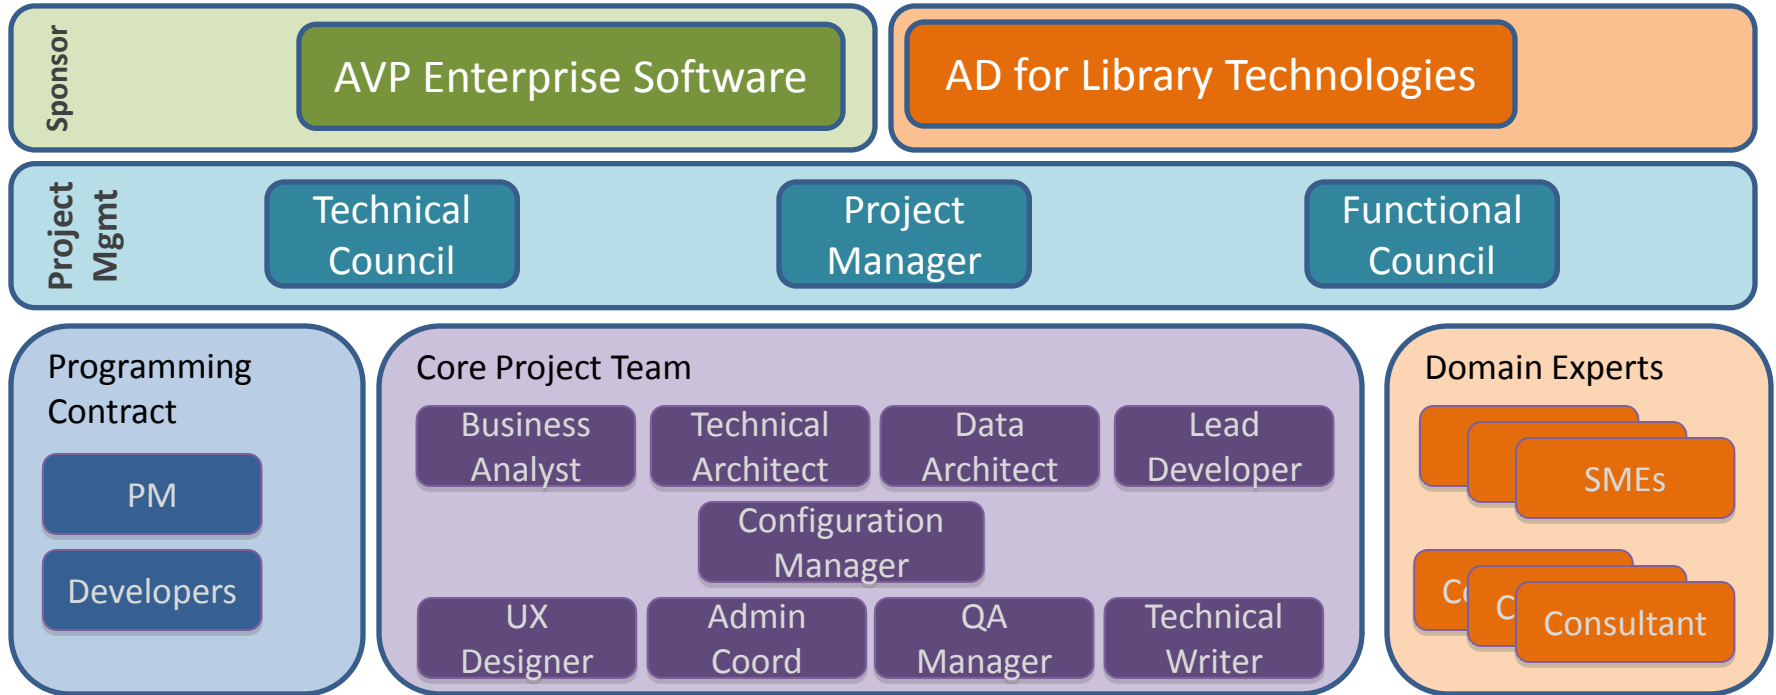 Sponsor
AVP Enterprise Software
AD for Library Technologies
Project
Mgmt
Technical
Council
Project
Manager
Functional
Council
Programming
Contract
PM
Developers
Core Project Team
Business
Analyst
Technical
Architect
Data
Architect
Lead
Developer
Configuration
Manager
UX
Designer
Admin
Coord
QA
Manager
Technical
Writer
Domain Experts
SMEs
Consultant